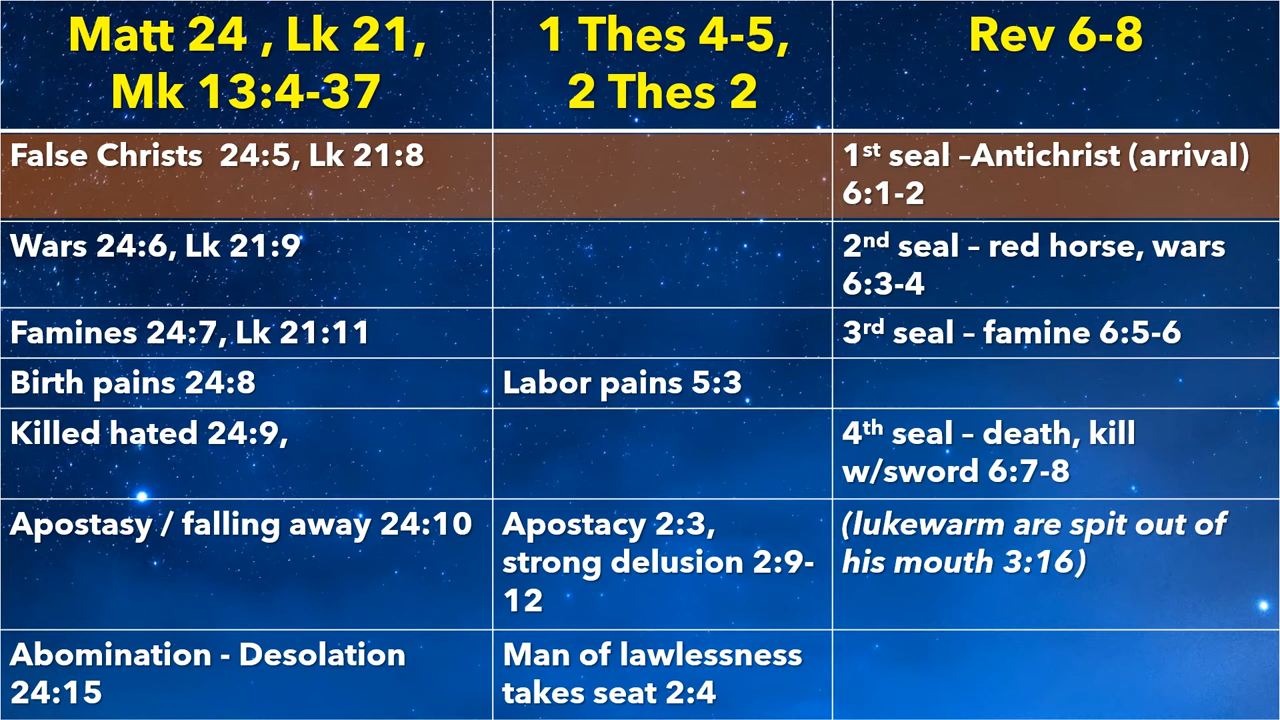 Matt 24 , Lk 21,
Mk 13:4-37
1 Thes 4-5,
2 Thes 2
Rev 6-8
False Christs  24:5, Lk 21:8
1st seal –Antichrist (arrival)
6:1-2
Wars 24:6, Lk 21:9
2nd seal – red horse, wars
6:3-4
Famines 24:7, Lk 21:11
3rd seal – famine 6:5-6
Birth pains 24:8
Labor pains 5:3
Killed hated 24:9,
4th seal – death, kill
w/sword 6:7-8
Apostasy / falling away 24:10
Apostacy 2:3,
strong delusion 2:9-
12
(lukewarm are spit out of
his mouth 3:16)
Abomination - Desolation
24:15
Man of lawlessness
takes seat 2:4